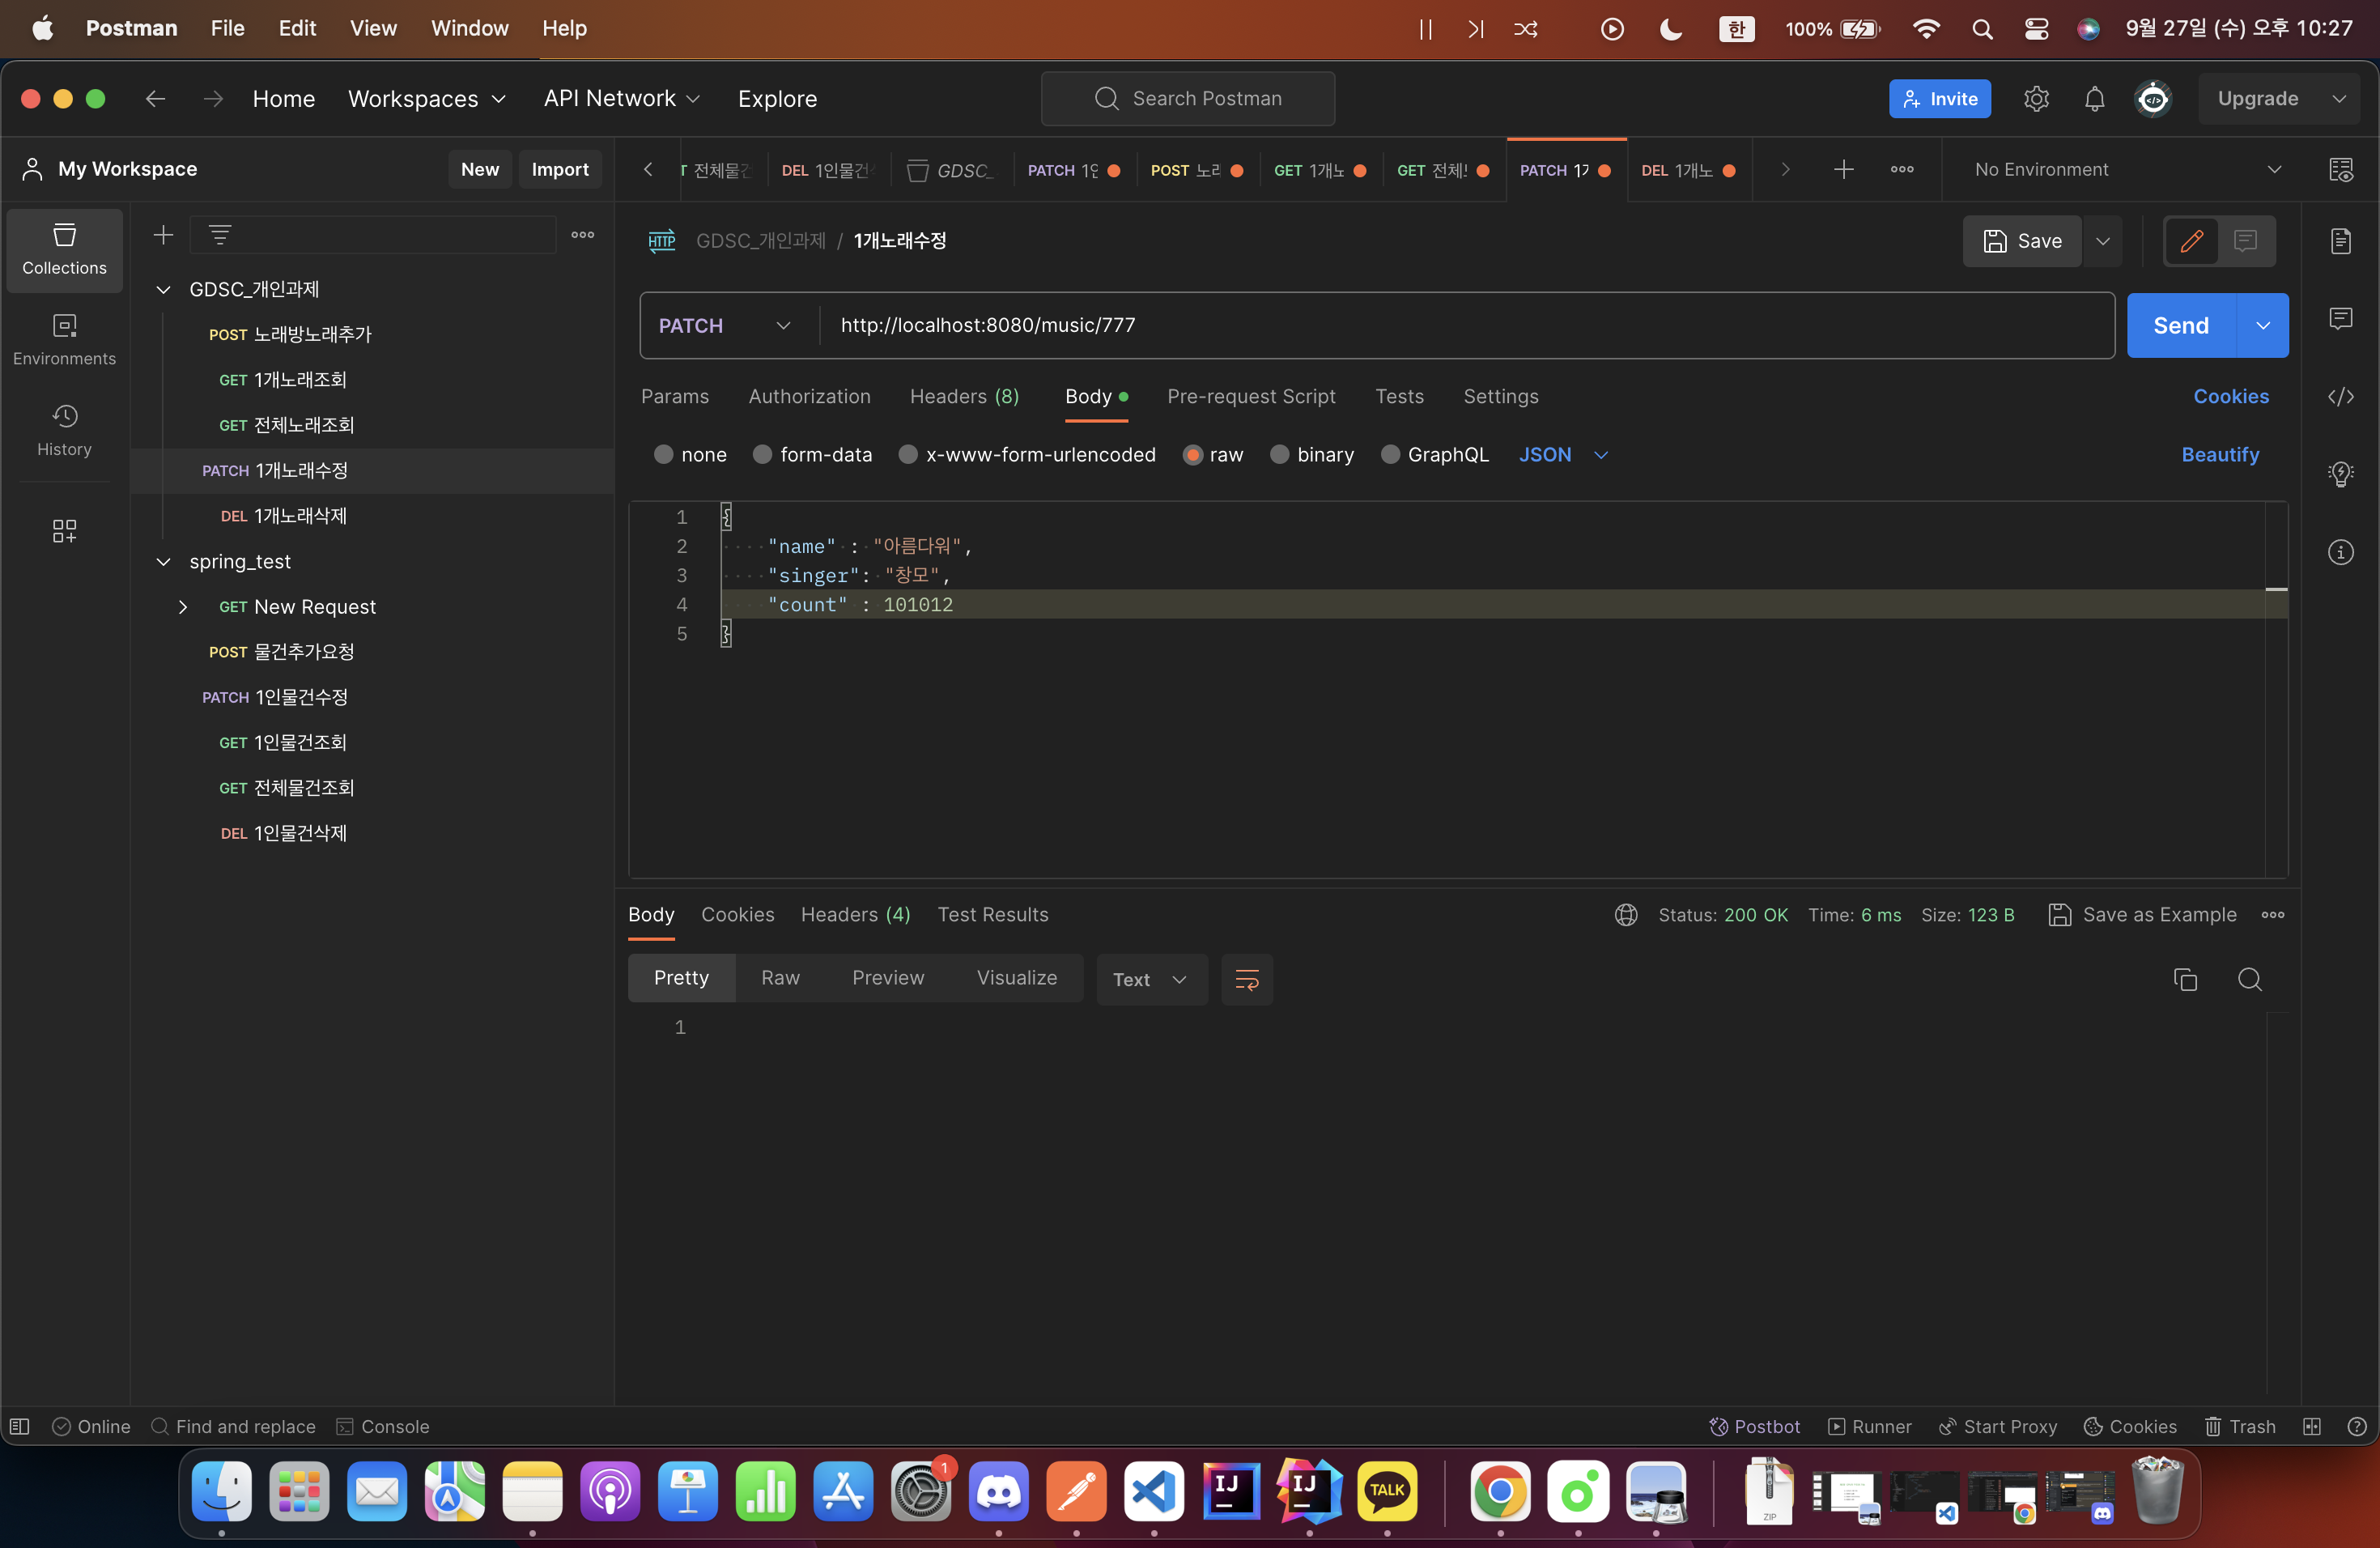 Postman File Edit View Window Help 한 100% 9월 27일 (수) 오후 10:27
Home Workspaces API Network Explore Search Postman Invite Upgrade
My Workspace New Import
전체물건 DEL 1인물건 GDSC_ PATCH 1인 POST 노래 GET 1개노 GET 전체 PATCH 1개 DEL 1개노 No Environment
Collections
Environments
History
GDSC_개인과제
POST 노래방노래추가
GET 1개노래조회
GET 전체노래조회
PATCH 1개노래수정
DEL 1개노래삭제
spring_test
GET New Request
POST 물건추가요청
PATCH 1인물건수정
GET 1인물건조회
GET 전체물건조회
DEL 1인물건삭제
HTTP GDSC_개인과제 / 1개노래수정 Save
PATCH http://localhost:8080/music/777 Send
Params Authorization Headers (8) Body Pre-request Script Tests Settings Cookies
none form-data x-www-form-urlencoded raw binary GraphQL JSON Beautify
1 {
2 "name" : "아름다워",
3 "singer": "창모",
4 "count" : 101012
5 }
Body Cookies Headers (4) Test Results Status: 200 OK Time: 6 ms Size: 123 B Save as Example
Pretty Raw Preview Visualize Text
1
Online Find and replace Console Postbot Runner Start Proxy Cookies Trash
1 IJ IJ TALK ZIP